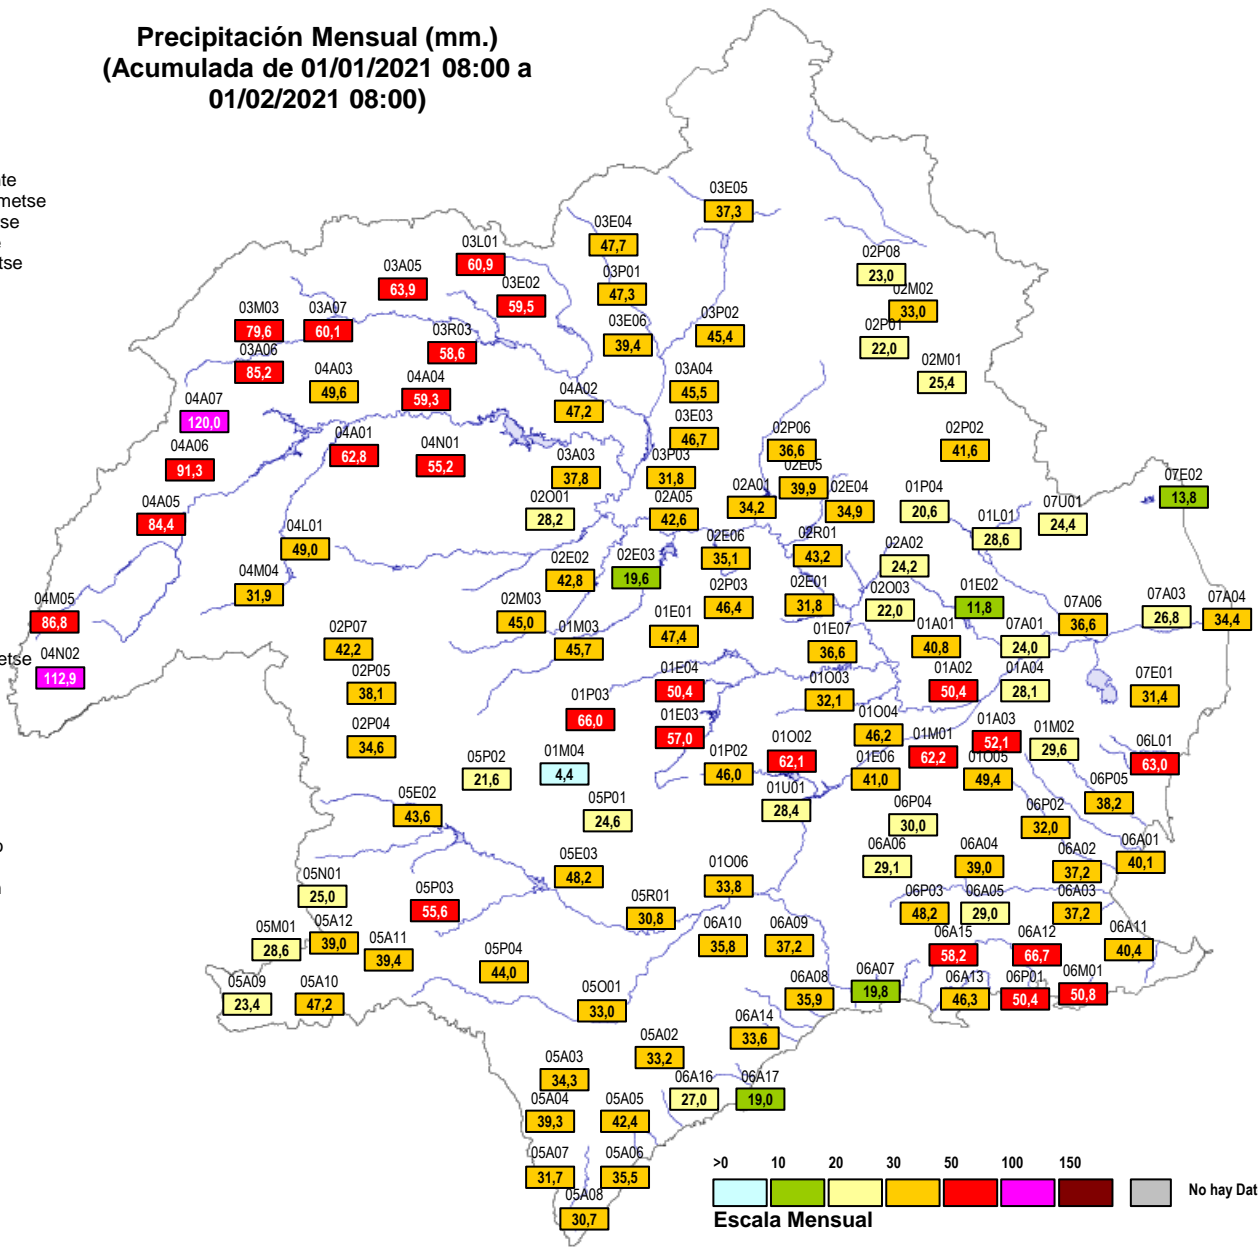 Precipitación Mensual (mm.)
(Acumulada de 01/01/2021 08:00 a
01/02/2021 08:00)
nte
metse
tse
e
tse
03E05
37,3
03E04
47,7
03L01
60,9
02P08
23,0
03A05
63,9
03P01
47,3
03E02
59,5
02M02
33,0
03M03
79,6
03A07
60,1
03P02
45,4
03E06
39,4
03R03
58,6
02P01
22,0
03A06
85,2
02M01
25,4
04A03
49,6
04A04
59,3
03A04
45,5
04A02
47,2
04A07
120,0
03E03
46,7
04A01
62,8
04N01
55,2
02P06
36,6
02P02
41,6
04A06
91,3
03A03
37,8
03P03
31,8
02E05
39,9
07E02
13,8
02A01
34,2
02E04
34,9
01P04
20,6
02O01
28,2
02A05
42,6
04A05
84,4
07U01
24,4
01L01
28,6
04L01
49,0
02E06
35,1
02R01
43,2
02A02
24,2
02E02
42,8
02E03
19,6
04M04
31,9
02P03
46,4
02E01
31,8
02O03
22,0
01E02
11,8
04M05
86,8
02M03
45,0
07A03
26,8
07A04
34,4
07A06
36,6
01E01
47,4
02P07
42,2
01M03
45,7
01E07
36,6
01A01
40,8
07A01
24,0
etse
04N02
112,9
02P05
38,1
01E04
50,4
01O03
32,1
01A02
50,4
01A04
28,1
07E01
31,4
01P03
66,0
02P04
34,6
01E03
57,0
01O04
46,2
01A03
52,1
01M02
29,6
01M01
62,2
06L01
63,0
05P02
21,6
01M04
4,4
01P02
46,0
01O02
62,1
01E06
41,0
01O05
49,4
05E02
43,6
05P01
24,6
01U01
28,4
06P05
38,2
06P04
30,0
06P02
32,0
o
06A01
40,1
05E03
48,2
06A06
29,1
06A04
39,0
06A02
37,2
n
05N01
25,0
01O06
33,8
05P03
55,6
05R01
30,8
06P03
48,2
06A05
29,0
06A03
37,2
05M01
28,6
05A12
39,0
05A11
39,4
06A10
35,8
06A09
37,2
06A15
58,2
06A12
66,7
06A11
40,4
05P04
44,0
05A09
23,4
05A10
47,2
05O01
33,0
06A08
35,9
06A07
19,8
06A13
46,3
06P01
50,4
06M01
50,8
06A14
33,6
05A02
33,2
05A03
34,3
06A16
27,0
06A17
19,0
05A04
39,3
05A05
42,4
05A07
31,7
05A06
35,5
05A08
30,7
>0 10 20 30 50 100 150
No hay Dat
Escala Mensual